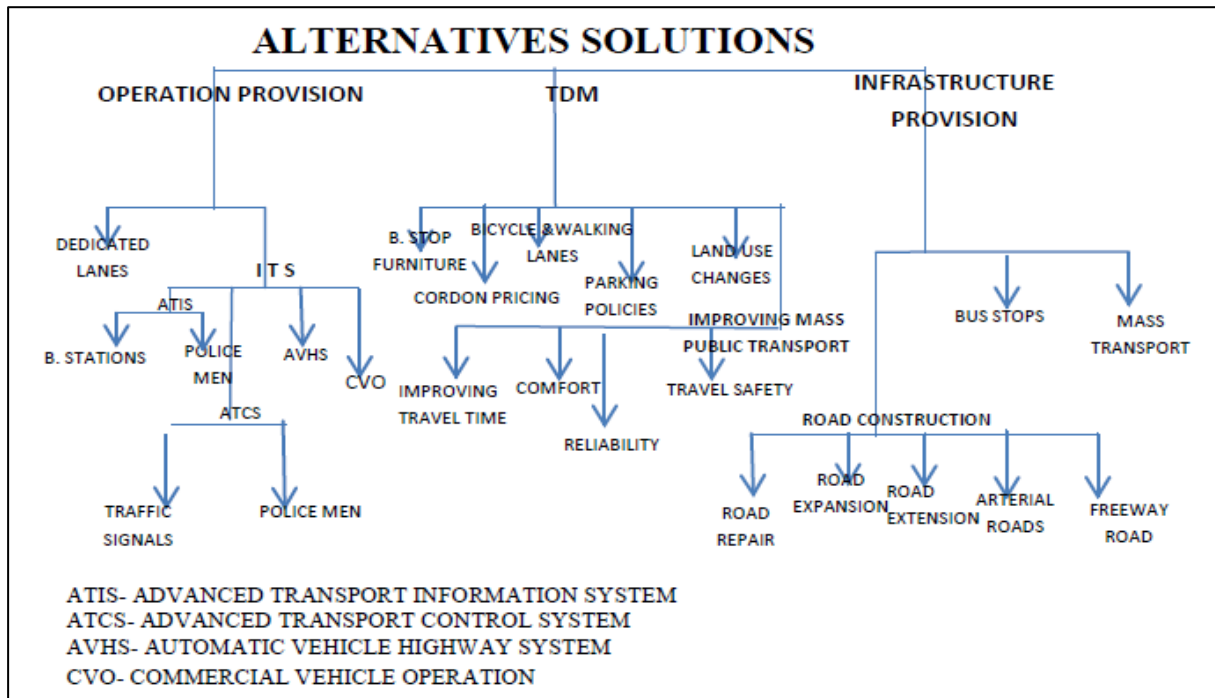 ALTERNATIVES SOLUTIONS
OPERATION PROVISION
TDM
INFRASTRUCTURE
PROVISION
DEDICATED
LANES
I T S
ATIS
B. STATIONS
POLICE
MEN
AVHS
CVO
ATCS
TRAFFIC
SIGNALS
POLICE MEN
B. STOP
FURNITURE
CORDON PRICING
BICYCLE &WALKING
LANES
PARKING
POLICIES
LAND USE
CHANGES
IMPROVING MASS
PUBLIC TRANSPORT
IMPROVING
TRAVEL TIME
COMFORT
RELIABILITY
TRAVEL SAFETY
BUS STOPS
MASS
TRANSPORT
ROAD CONSTRUCTION
ROAD
REPAIR
ROAD
EXPANSION
ROAD
EXTENSION
ARTERIAL
ROADS
FREEWAY
ROAD
ATIS- ADVANCED TRANSPORT INFORMATION SYSTEM
ATCS- ADVANCED TRANSPORT CONTROL SYSTEM
AVHS- AUTOMATIC VEHICLE HIGHWAY SYSTEM
CVO- COMMERCIAL VEHICLE OPERATION